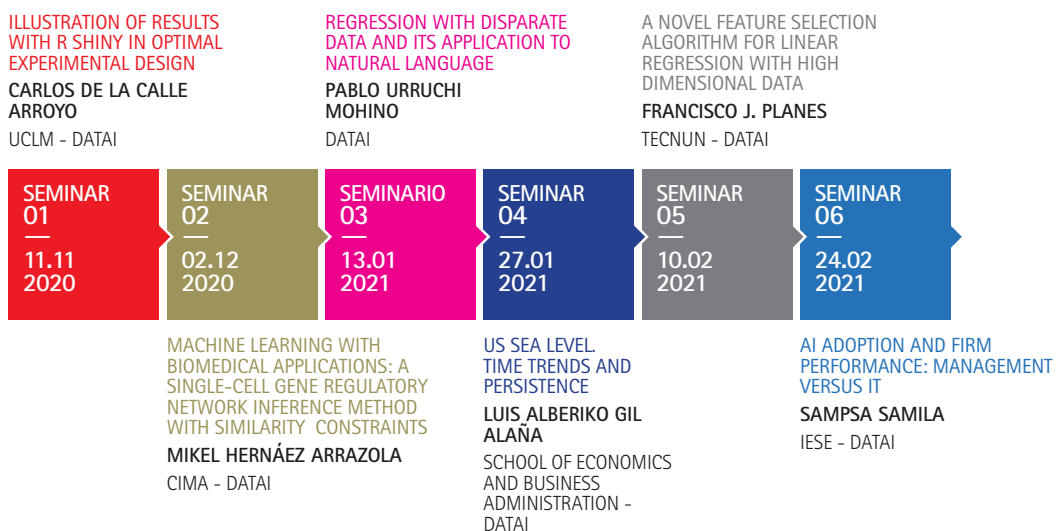 ILLUSTRATION OF RESULTS
WITH R SHINY IN OPTIMAL
EXPERIMENTAL DESIGN
CARLOS DE LA CALLE
ARROYO
UCLM - DATAI
REGRESSION WITH DISPARATE
DATA AND ITS APPLICATION TO
NATURAL LANGUAGE
PABLO URRUCHI
MOHINO
DATAI
A NOVEL FEATURE SELECTION
ALGORITHM FOR LINEAR
REGRESSION WITH HIGH
DIMENSIONAL DATA
FRANCISCO J. PLANES
TECNUN - DATAI
SEMINAR
01
11.11
2020
SEMINAR
02
02.12
2020
SEMINARIO
03
13.01
2021
SEMINAR
04
27.01
2021
SEMINAR
05
10.02
2021
SEMINAR
06
24.02
2021
MACHINE LEARNING WITH
BIOMEDICAL APPLICATIONS: A
SINGLE-CELL GENE REGULATORY
NETWORK INFERENCE METHOD
WITH SIMILARITY CONSTRAINTS
MIKEL HERNÁEZ ARRAZOLA
CIMA - DATAI
US SEA LEVEL.
TIME TRENDS AND
PERSISTENCE
LUIS ALBERIKO GIL
ALAÑA
SCHOOL OF ECONOMICS
AND BUSINESS
ADMINISTRATION -
DATAI
AI ADOPTION AND FIRM
PERFORMANCE: MANAGEMENT
VERSUS IT
SAMPSA SAMILA
IESE - DATAI